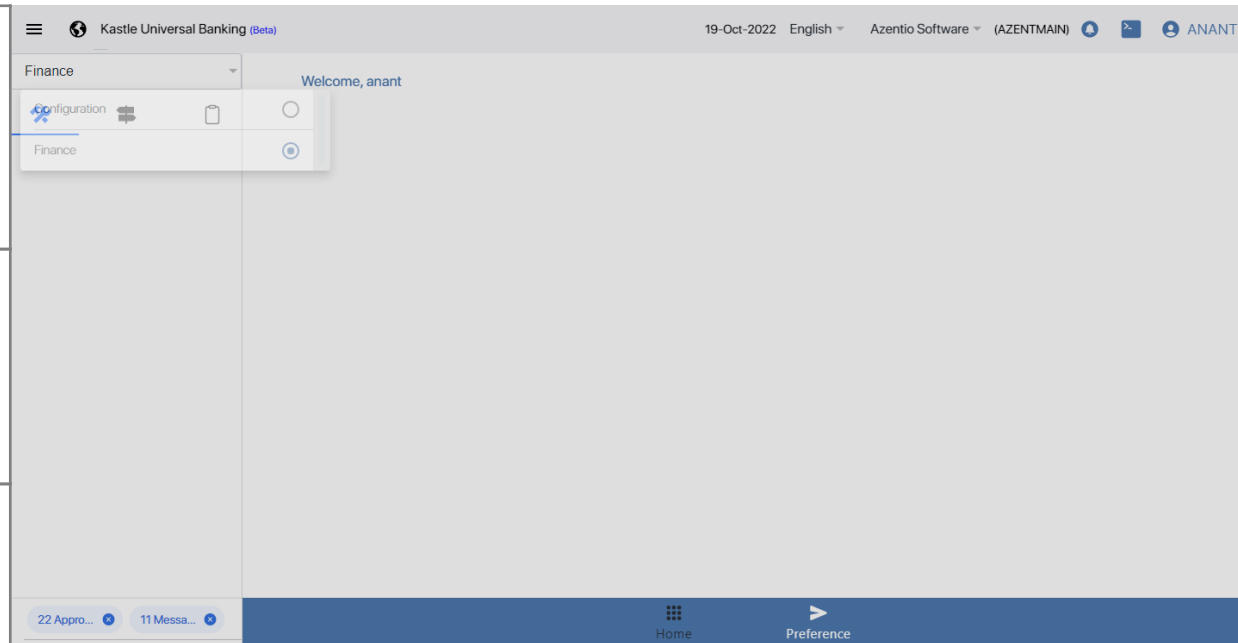 Kastle Universal Banking (Beta) 19-Oct-2022 English Azentio Software (AZENTMAIN) ANANT
Finance
Welcome, anant
Configuration
Finance
22 Appro... 11 Messa...
Home Preference